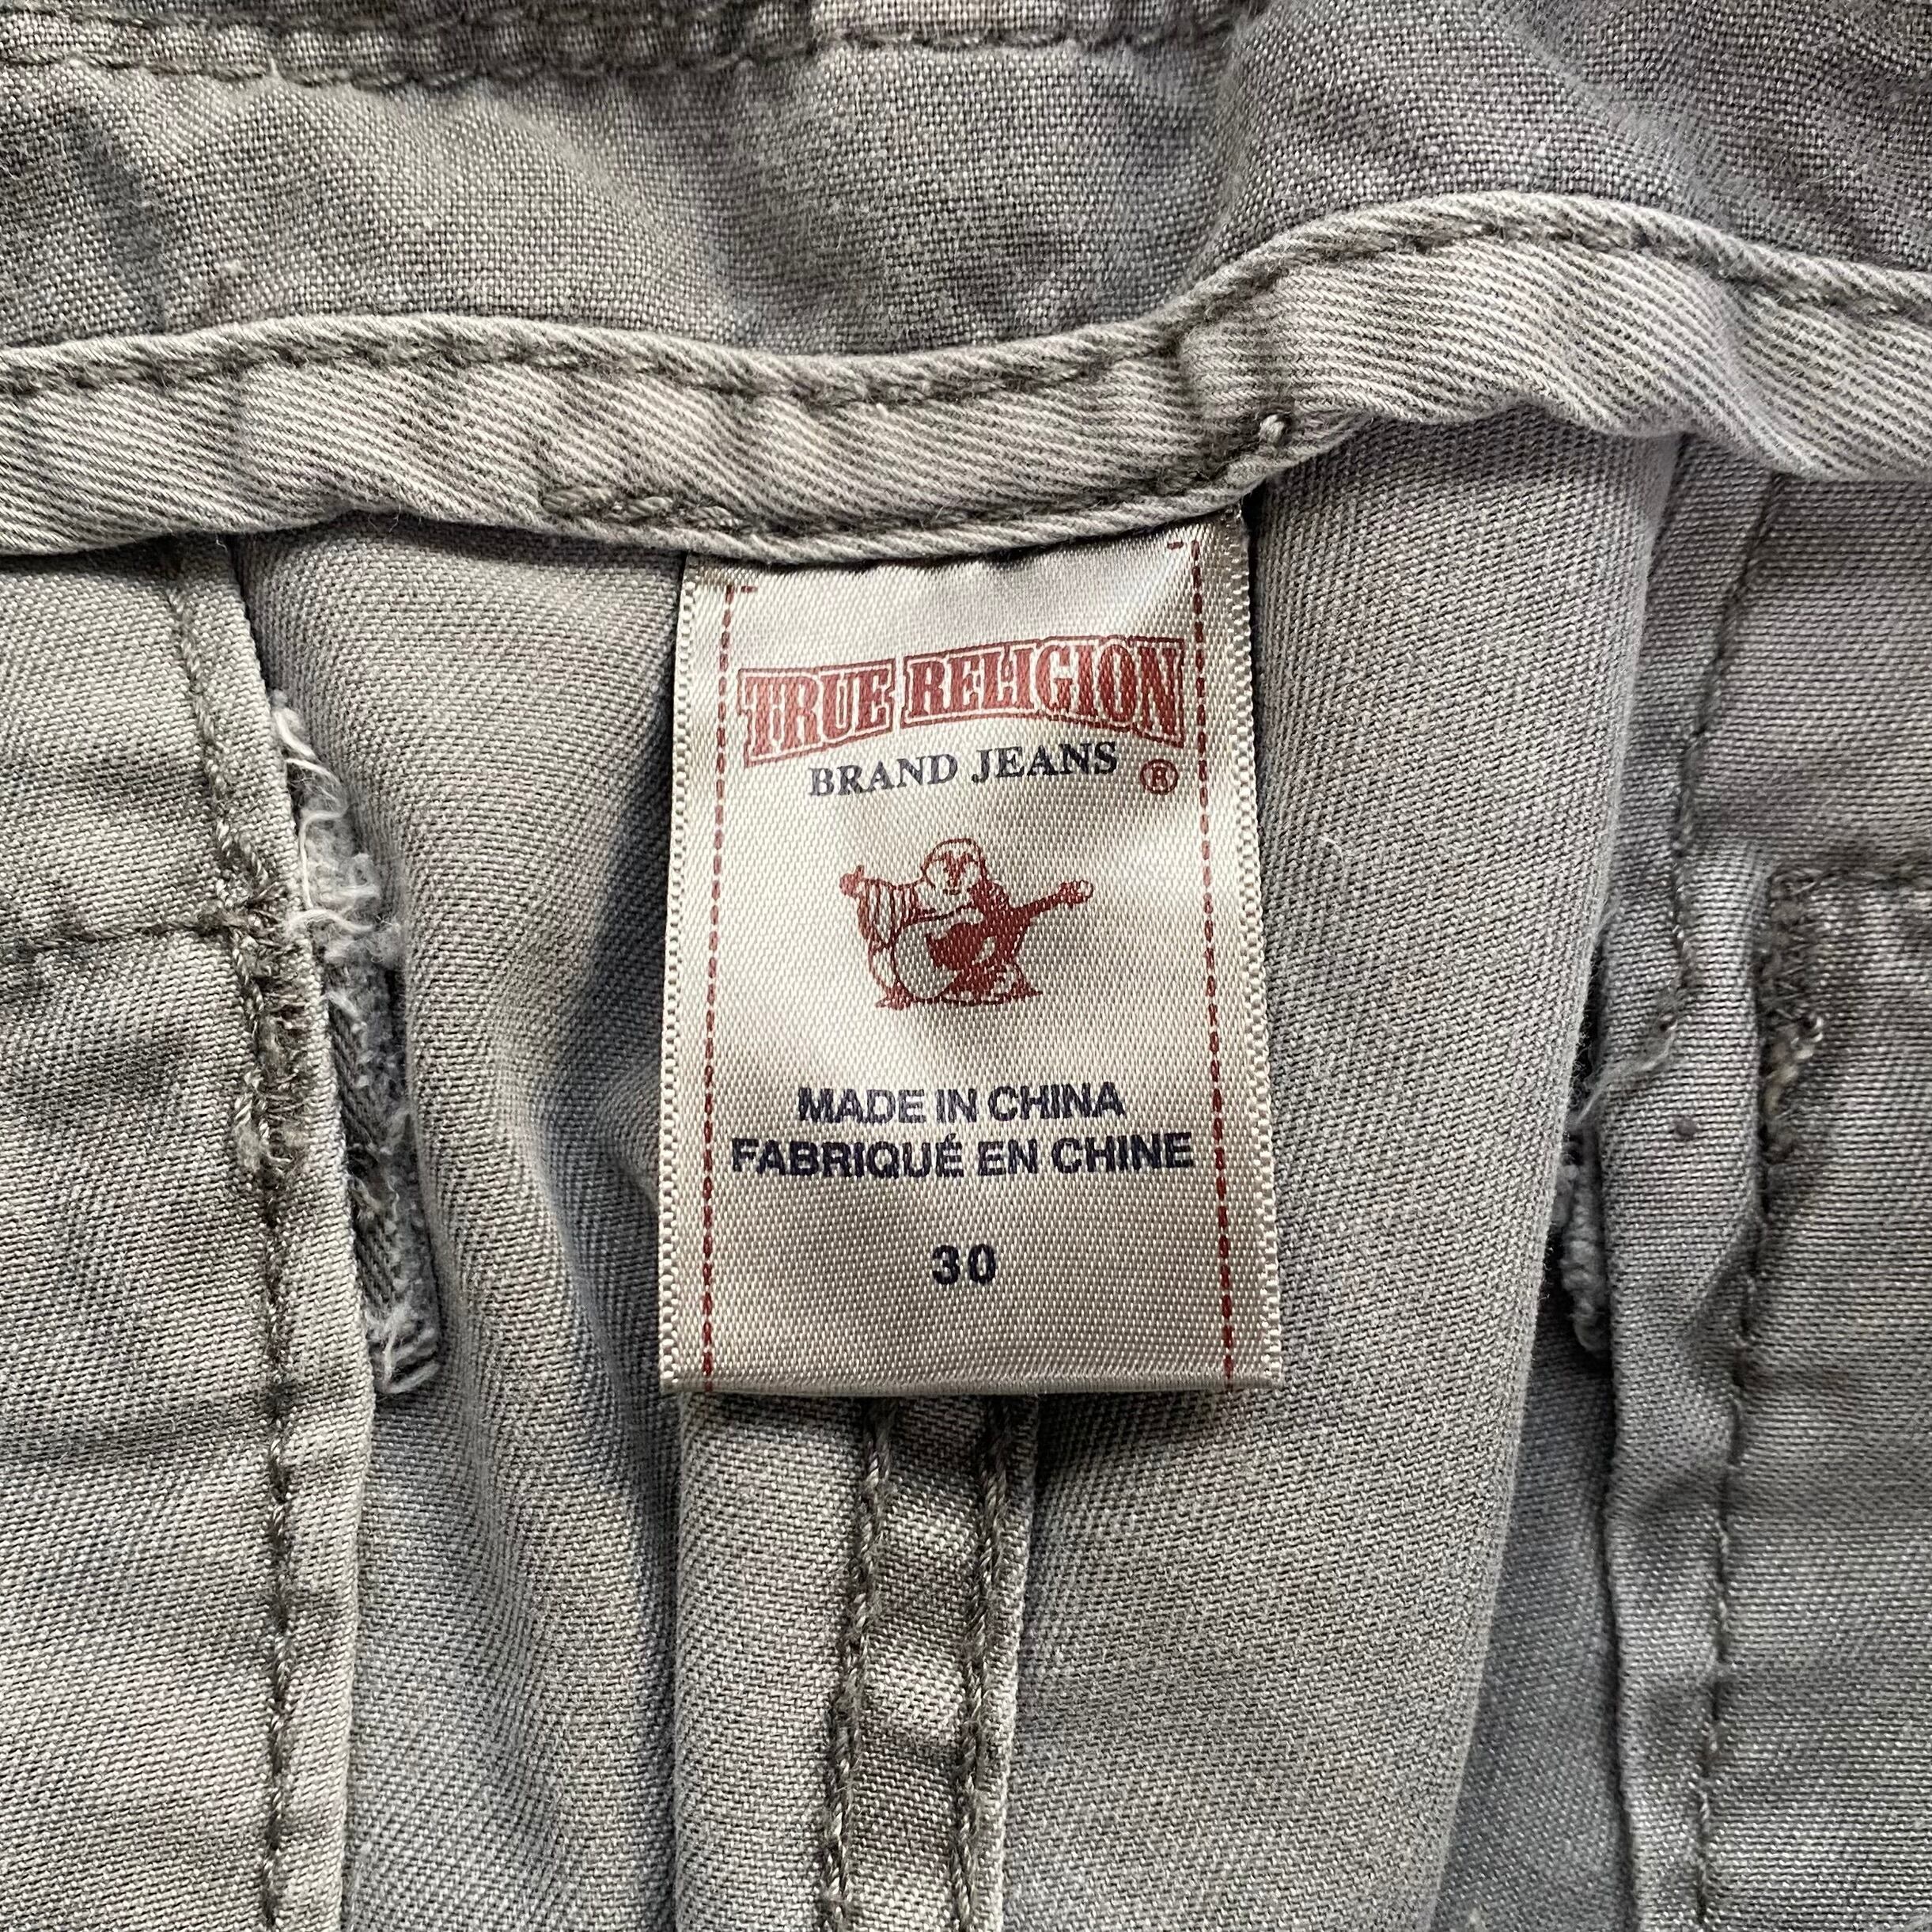 TRUE RELIGION
BRAND JEANS ®
MADE IN CHINA
FABRIQUÉ EN CHINE
30